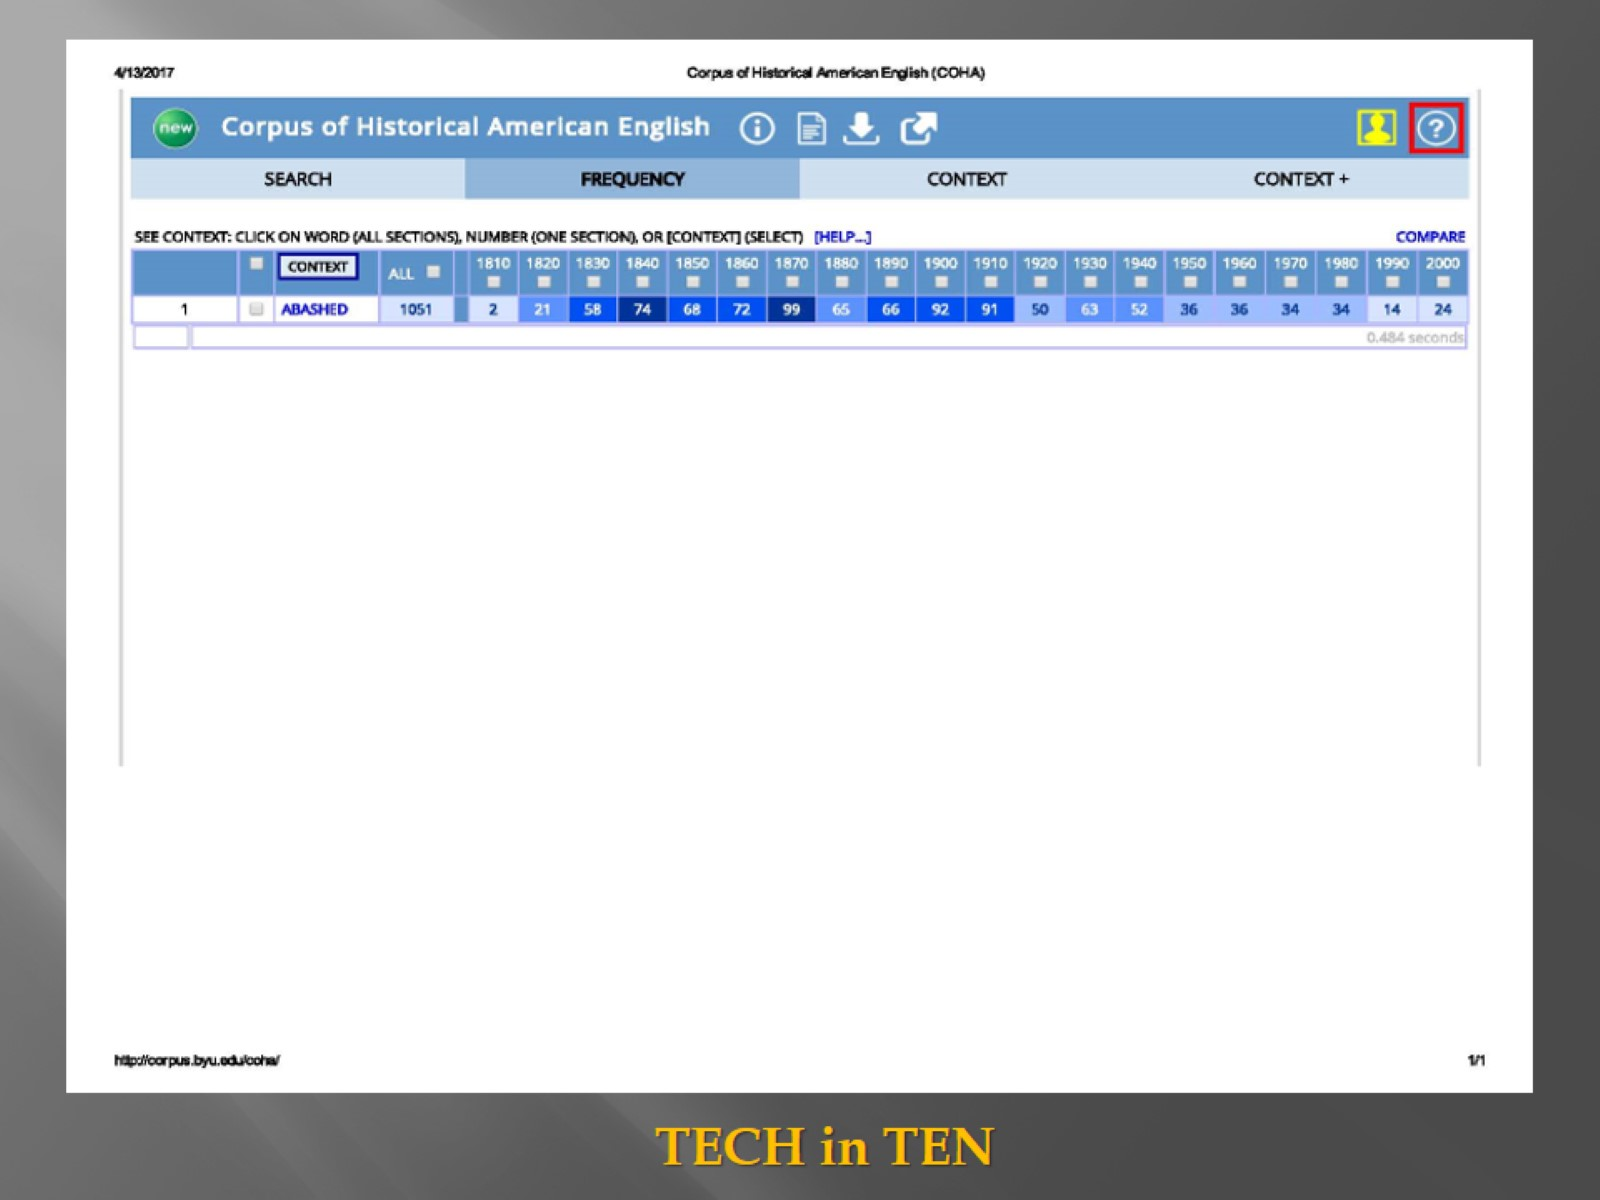 4/13/2017 Corpus of Historical American English (COHA)
new Corpus of Historical American English
SEARCH FREQUENCY CONTEXT CONTEXT +
SEE CONTEXT: CLICK ON WORD (ALL SECTIONS), NUMBER (ONE SECTION), OR [CONTEXT] (SELECT) [HELP...] COMPARE
CONTEXT ALL 1810 1820 1830 1840 1850 1860 1870 1880 1890 1900 1910 1920 1930 1940 1950 1960 1970 1980 1990 2000
1 ABASHED 1051 2 21 58 74 68 72 99 65 66 92 91 50 63 52 36 36 34 34 14 24
0.484 seconds
http://corpus.byu.edu/coha/ 1/1
TECH in TEN